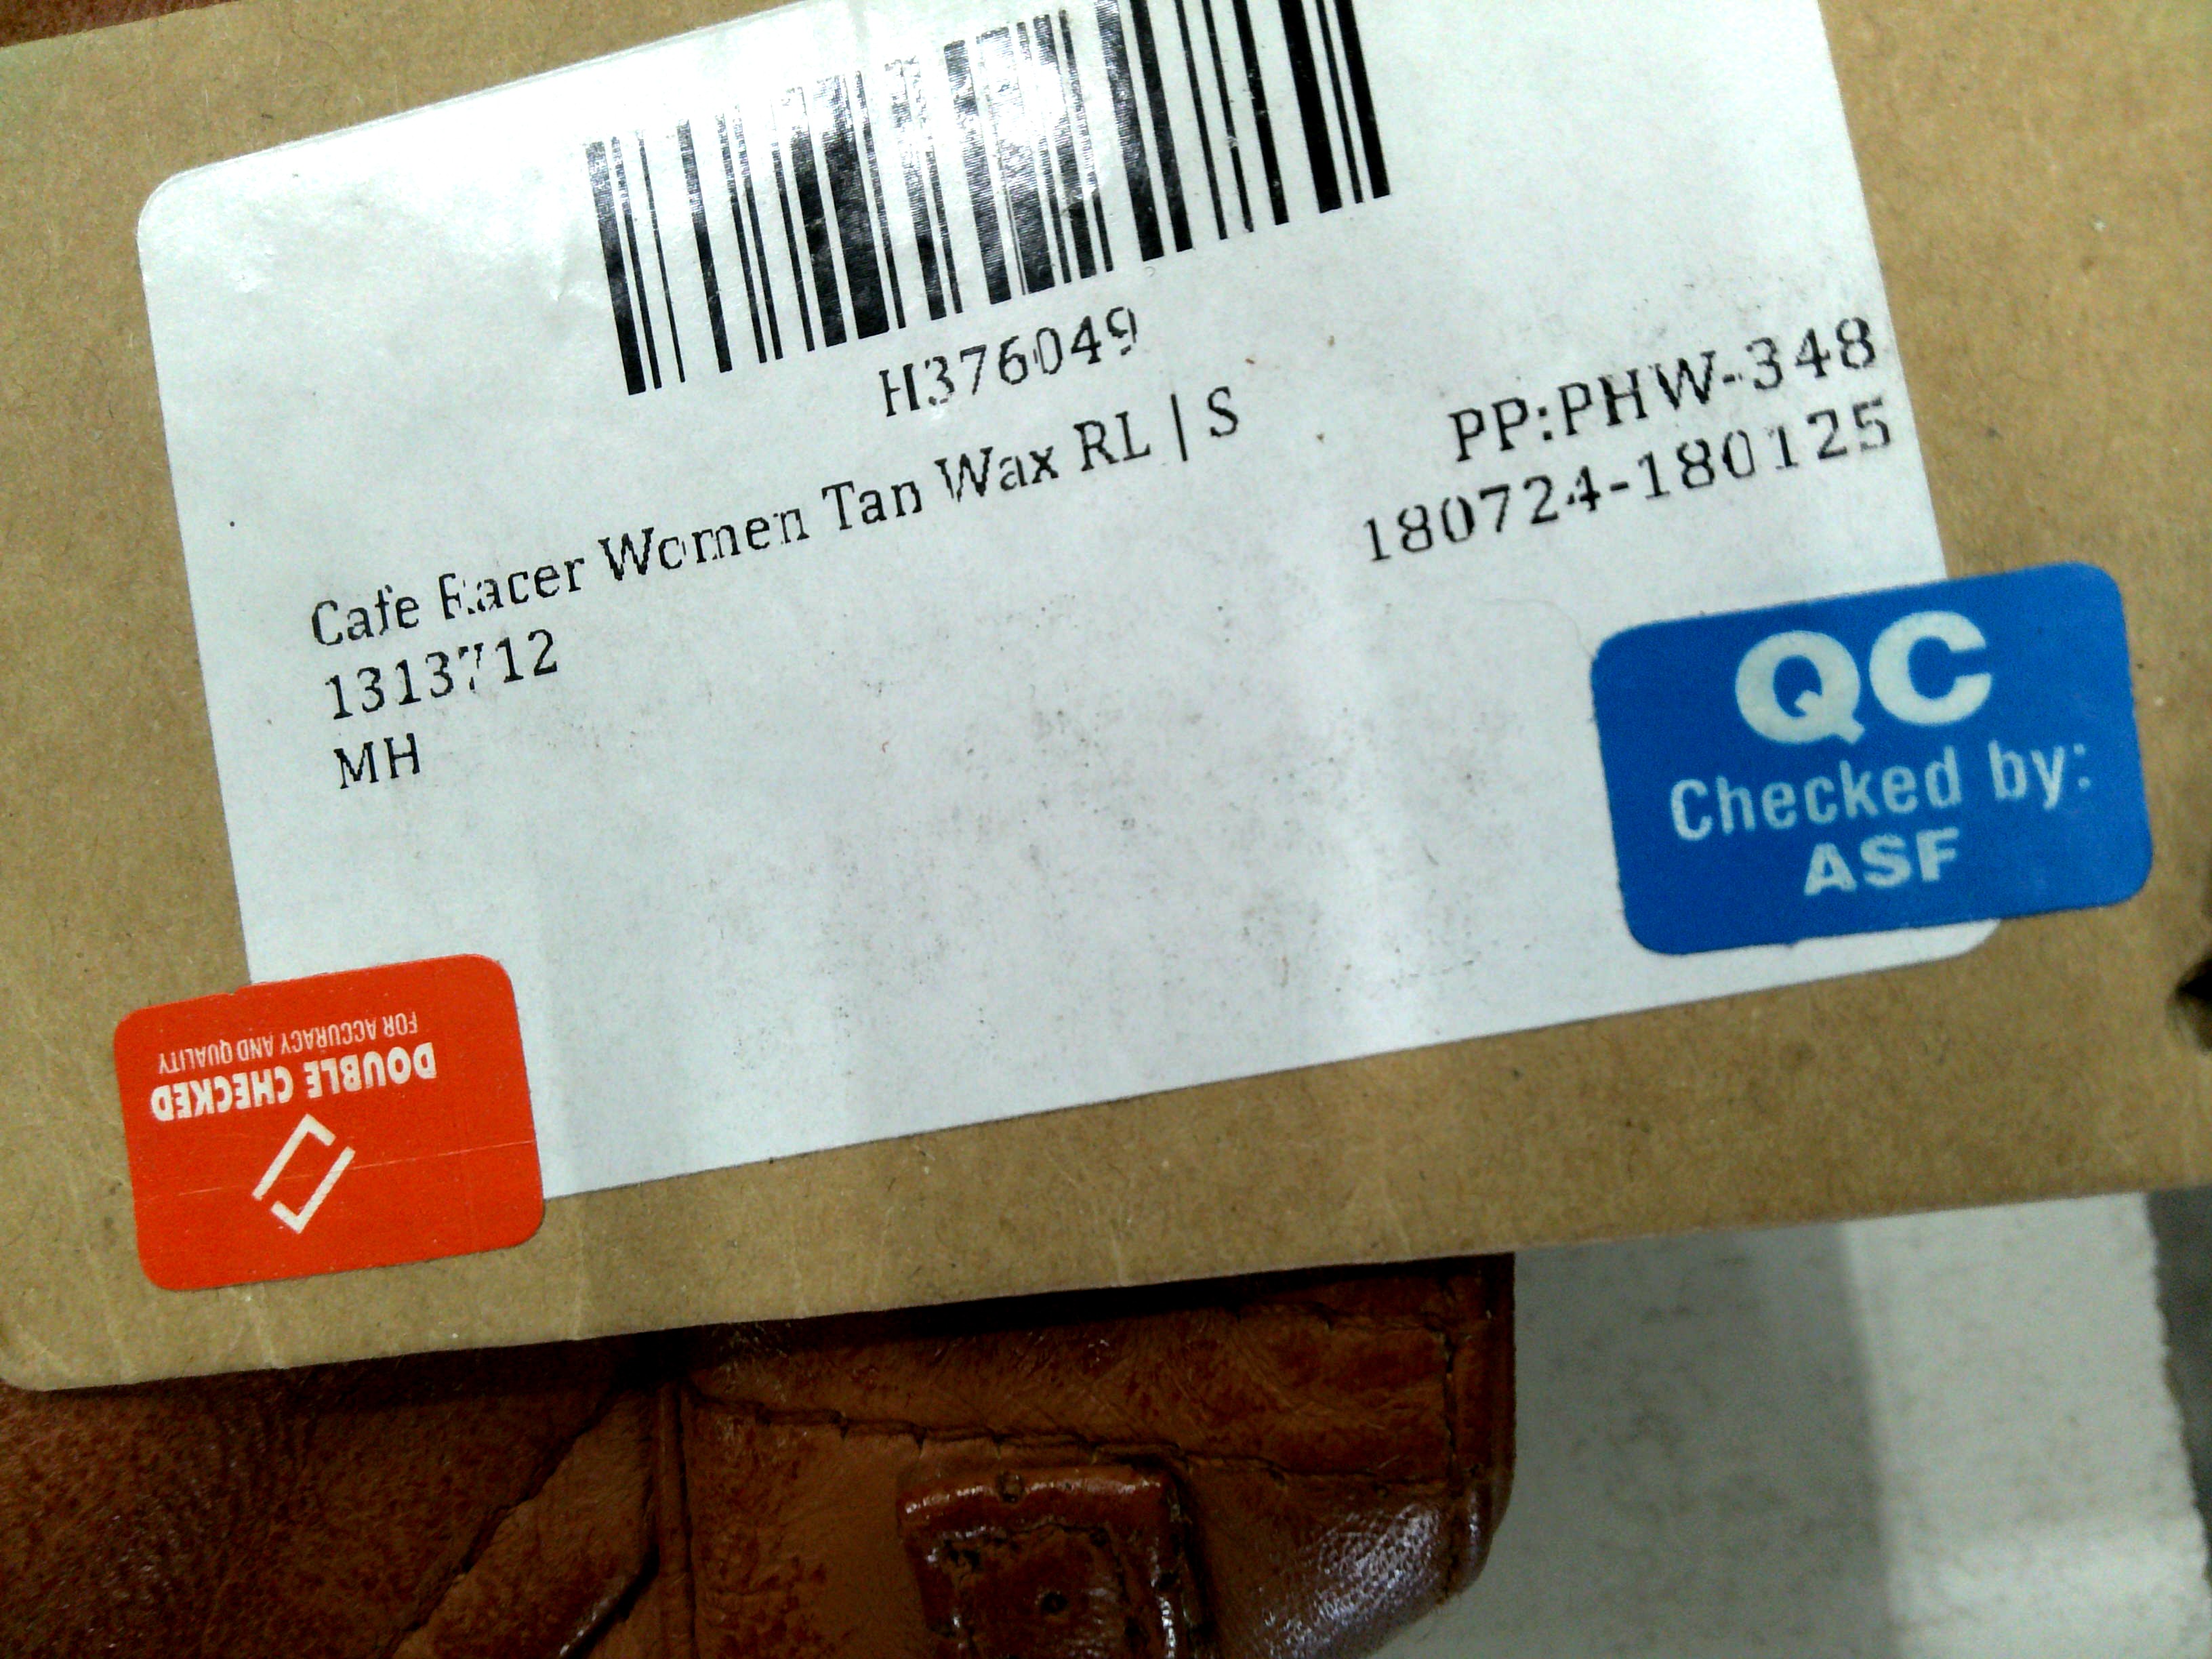 H376049
Cafe Racer Women Tan Wax RL | S
1313712
MH
PP:PHW-348
180724-180125
QC
Checked by:
ASF
DOUBLE CHECKED
FOR ACCURACY AND QUALITY